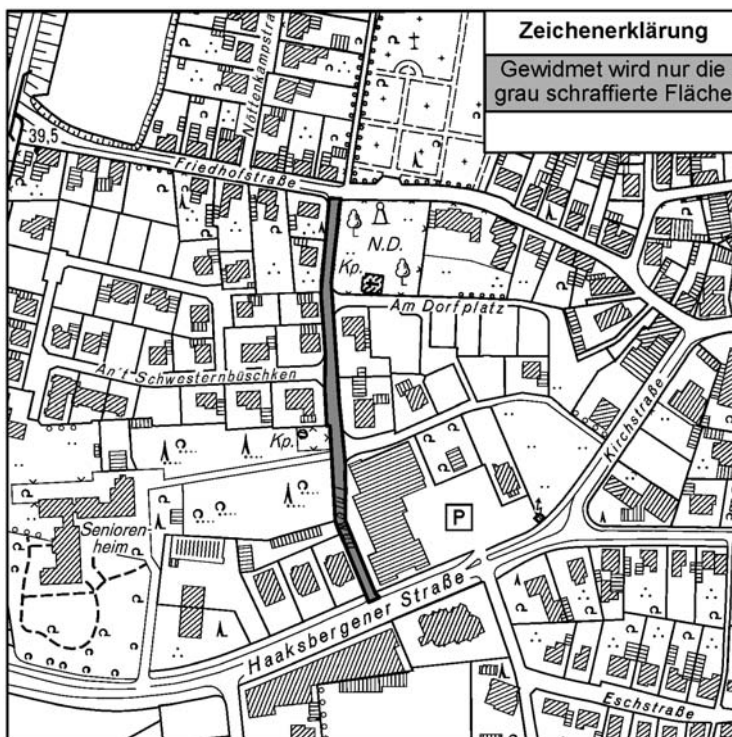 Zeichenerklärung
Gewidmet wird nur die
grau schraffierte Fläche
Nöttenkampstra
39,5
Friedhofstraße
N.D.
Kp.
Am Dorfplatz
An't Schwesternbüschken
Kirchstraße
Kp.
P
Senioren-
heim
Haaksbergener Straße
Eschstraße